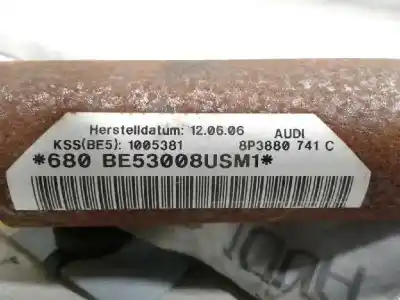 Herstelldatum: 12.06.06 AUDI
KSS(BE5): 1005381 8P3880 741 C
*680 BE53008USM1*